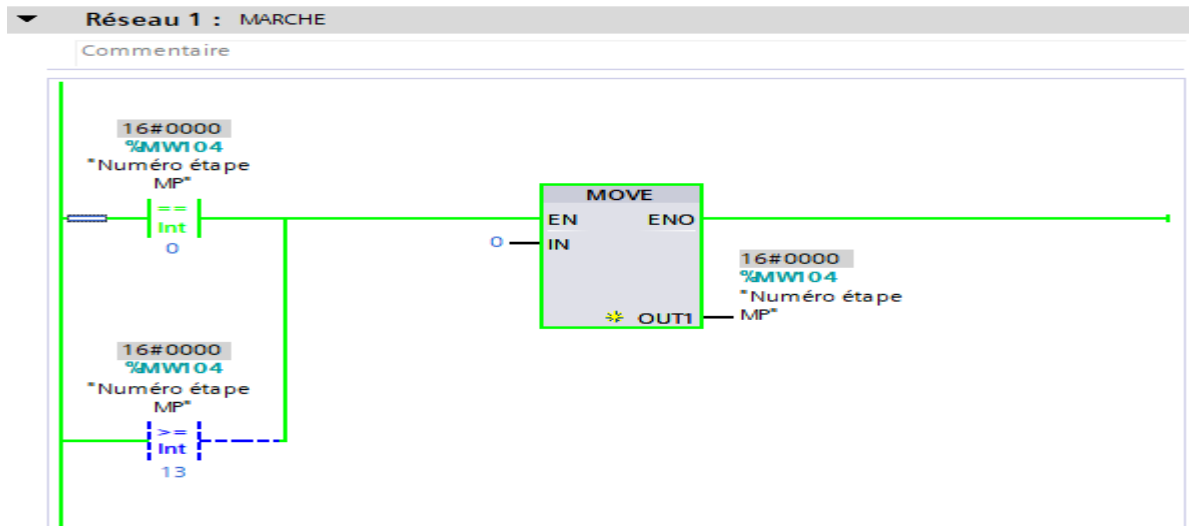 Réseau 1 : MARCHE
Commentaire
16#0000
%MW104
"Numéro étape
MP"
==
Int
0
MOVE
EN ENO
0 IN
OUT1
16#0000
%MW104
"Numéro étape
MP"
16#0000
%MW104
"Numéro étape
MP"
>=
Int
13